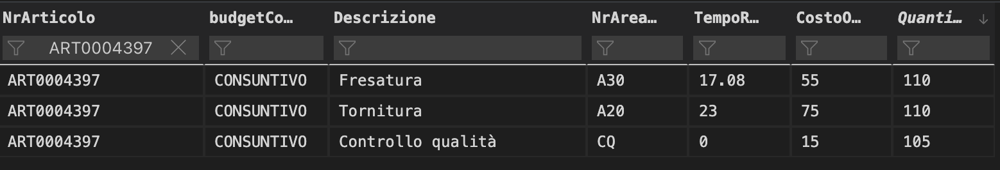 NrArticolo budgetCo… Descrizione NrArea… TempoR… CostoO… Quanti… ↓
ART0004397 ×
ART0004397 CONSUNTIVO Fresatura A30 17.08 55 110
ART0004397 CONSUNTIVO Tornitura A20 23 75 110
ART0004397 CONSUNTIVO Controllo qualità CQ 0 15 105